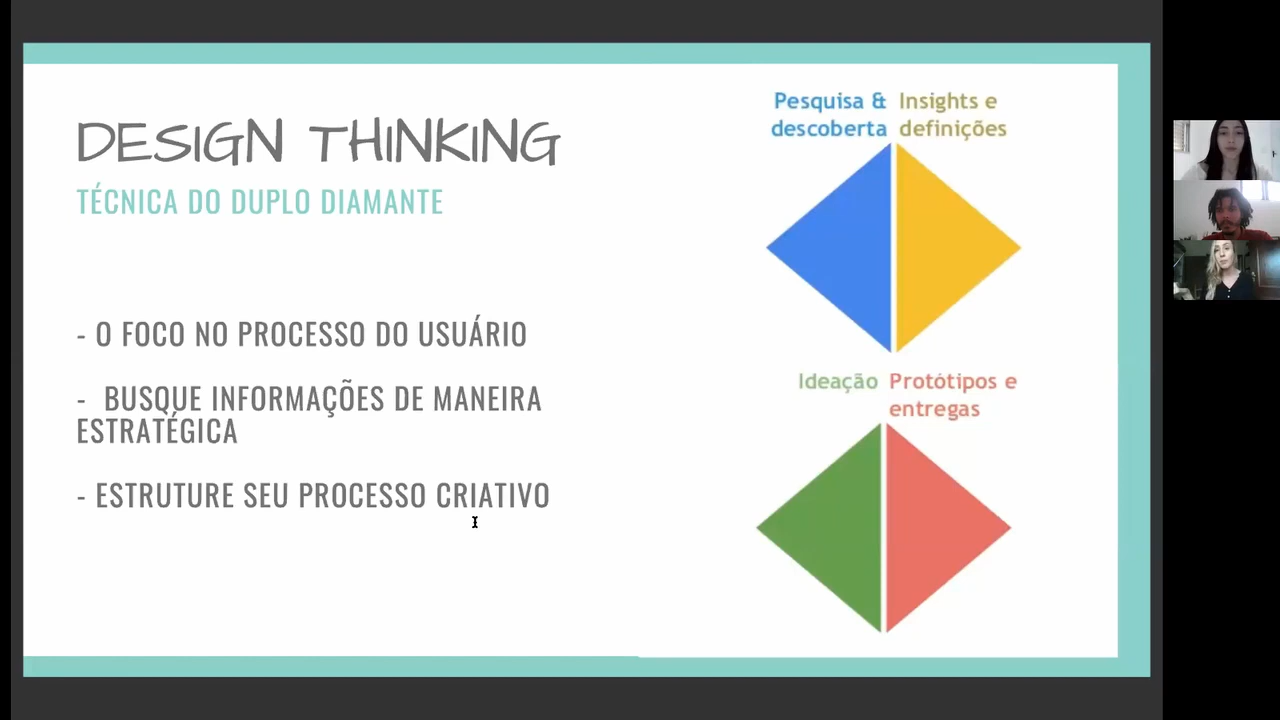 DESIGN THINKING
TÉCNICA DO DUPLO DIAMANTE
- O FOCO NO PROCESSO DO USUÁRIO
- BUSQUE INFORMAÇÕES DE MANEIRA
ESTRATÉGICA
- ESTRUTURE SEU PROCESSO CRIATIVO
Pesquisa &
descoberta
Insights e
definições
Ideação
Protótipos e
entregas